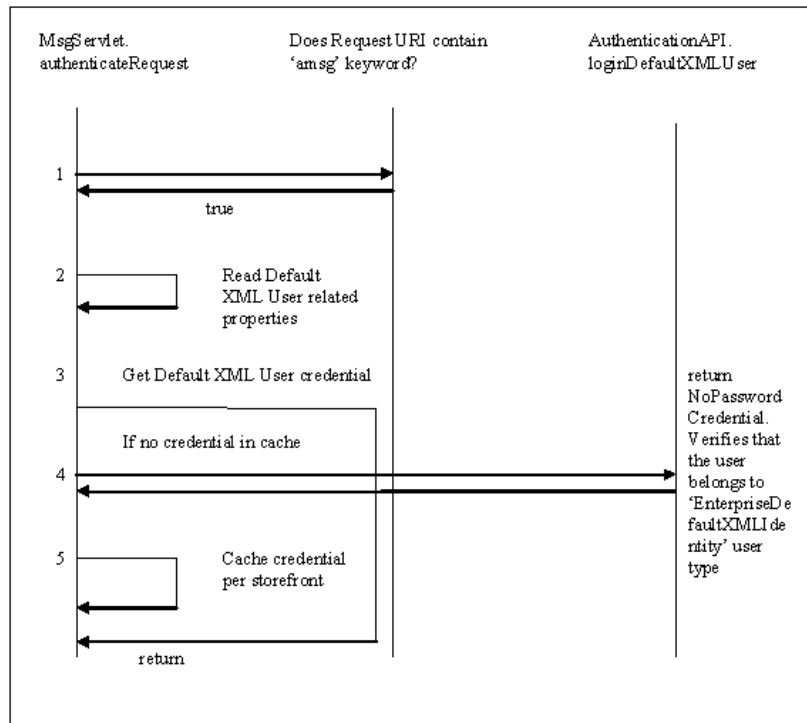 MsgServlet.
authenticateRequest
Does Request URI contain
‘amsg’ keyword?
AuthenticationAPI.
loginDefaultXMLUser
1
true
2
Read Default
XML User related
properties
3
Get Default XML User credential
return
NoPassword
Credential.
Verifies that
the user
belongs to
‘EnterpriseDe
faultXMLIde
ntity’ user
type
If no credential in cache
4
5
Cache credential
per storefront
return